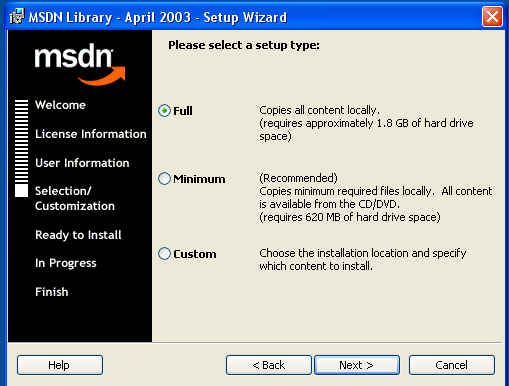 MSDN Library - April 2003 - Setup Wizard
msdn
Please select a setup type:
Welcome
License Information
User Information
Selection/
Customization
Ready to Install
In Progress
Finish
Full
Copies all content locally.
(requires approximately 1.8 GB of hard drive
space)
Minimum
(Recommended)
Copies minimum required files locally.  All content
is available from the CD/DVD.
(requires 620 MB of hard drive space)
Custom
Choose the installation location and specify
which content to install.
Help
< Back
Next >
Cancel